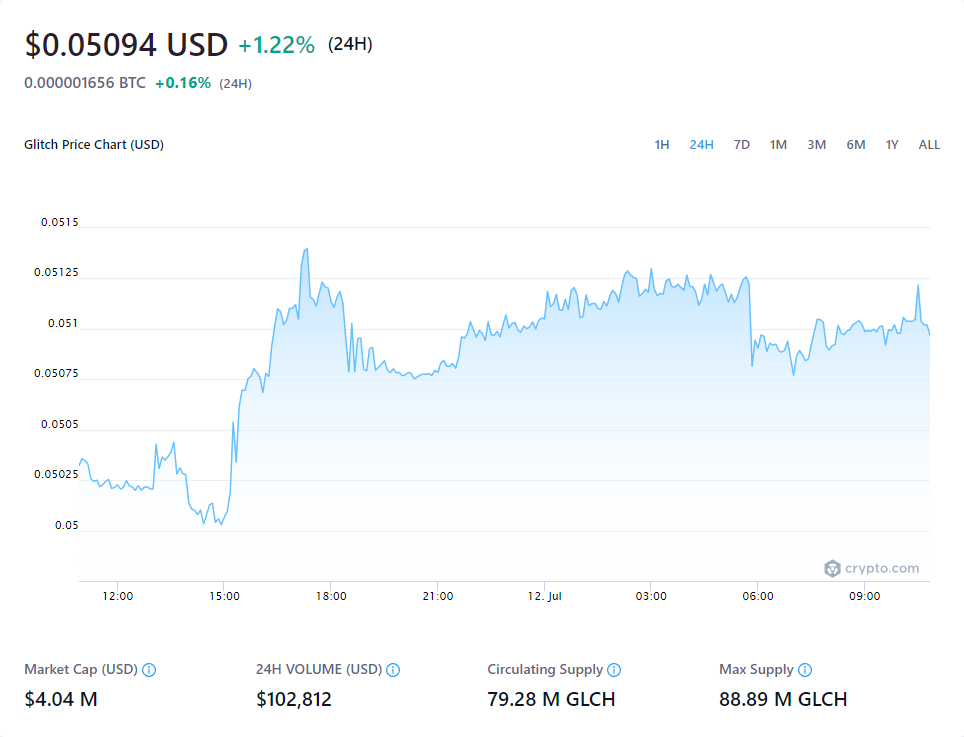 $0.05094 USD +1.22% (24H)
0.000001656 BTC +0.16% (24H)
Glitch Price Chart (USD) 1H 24H 7D 1M 3M 6M 1Y ALL
0.0515
0.05125
0.051
0.05075
0.0505
0.05025
0.05
crypto.com
12:00 15:00 18:00 21:00 12. Jul 03:00 06:00 09:00
Market Cap (USD) 24H VOLUME (USD) Circulating Supply Max Supply
$4.04 M $102,812 79.28 M GLCH 88.89 M GLCH